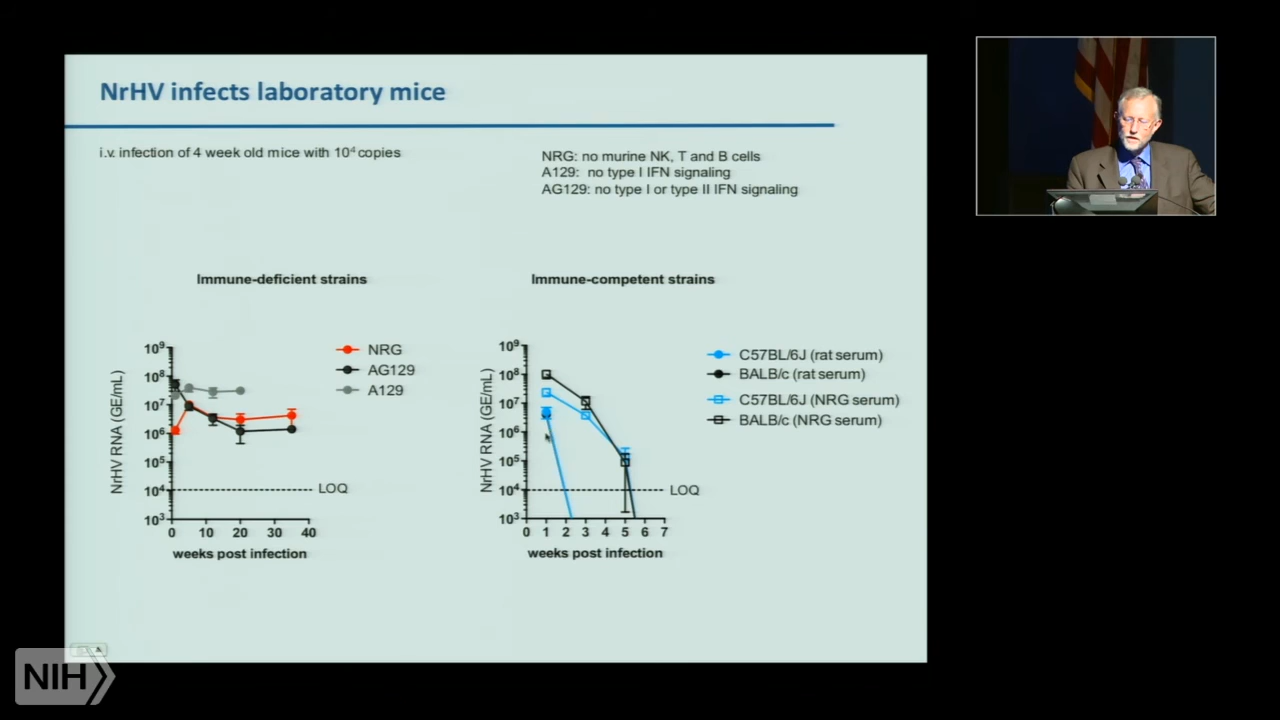 NrHV infects laboratory mice
i.v. infection of 4 week old mice with 10⁴ copies
NRG: no murine NK, T and B cells
A129: no type I IFN signaling
AG129: no type I or type II IFN signaling
Immune-deficient strains
NrHV RNA (GE/mL)
10⁹
10⁸
10⁷
10⁶
10⁵
10⁴
10³
LOQ
0 10 20 30 40
weeks post infection
NRG
AG129
A129
Immune-competent strains
NrHV RNA (GE/mL)
10⁹
10⁸
10⁷
10⁶
10⁵
10⁴
10³
LOQ
0 1 2 3 4 5 6 7
weeks post infection
C57BL/6J (rat serum)
BALB/c (rat serum)
C57BL/6J (NRG serum)
BALB/c (NRG serum)
NIH